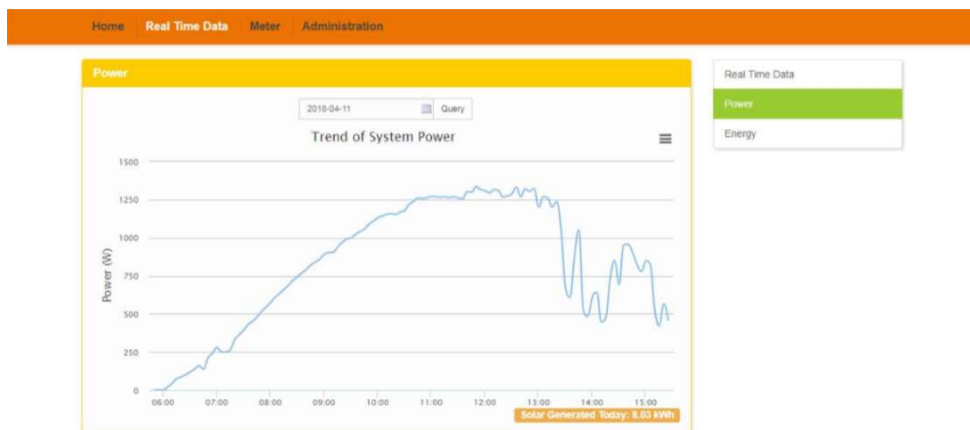 Home Real Time Data Meter Administration
Power
2018-04-11 Query
Trend of System Power
1500
1250
1000
750
500
250
0
Power (W)
06:00 07:00 08:00 09:00 10:00 11:00 12:00 13:00 14:00 15:00
Solar Generated Today: 8.03 kWh
Real Time Data
Power
Energy